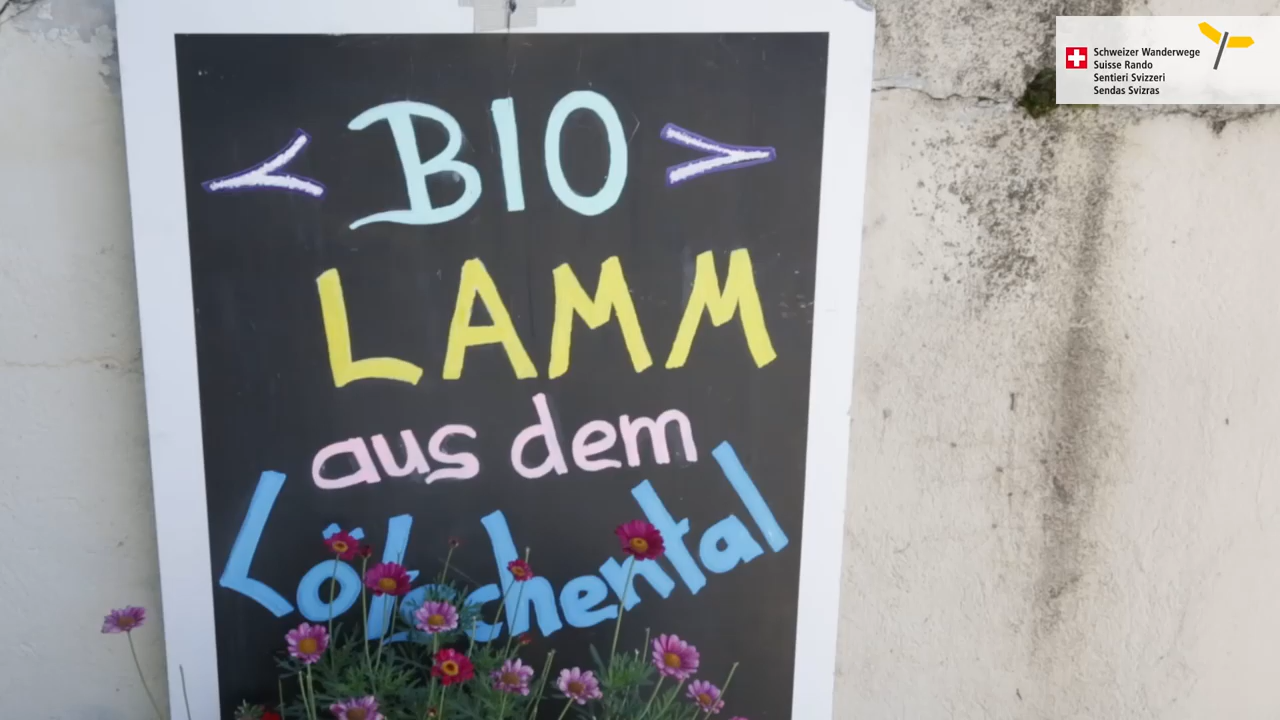 BIO
LAMM
aus dem
Lötschental
Schweizer Wanderwege
Suisse Rando
Sentieri Svizzeri
Sendas Svizras